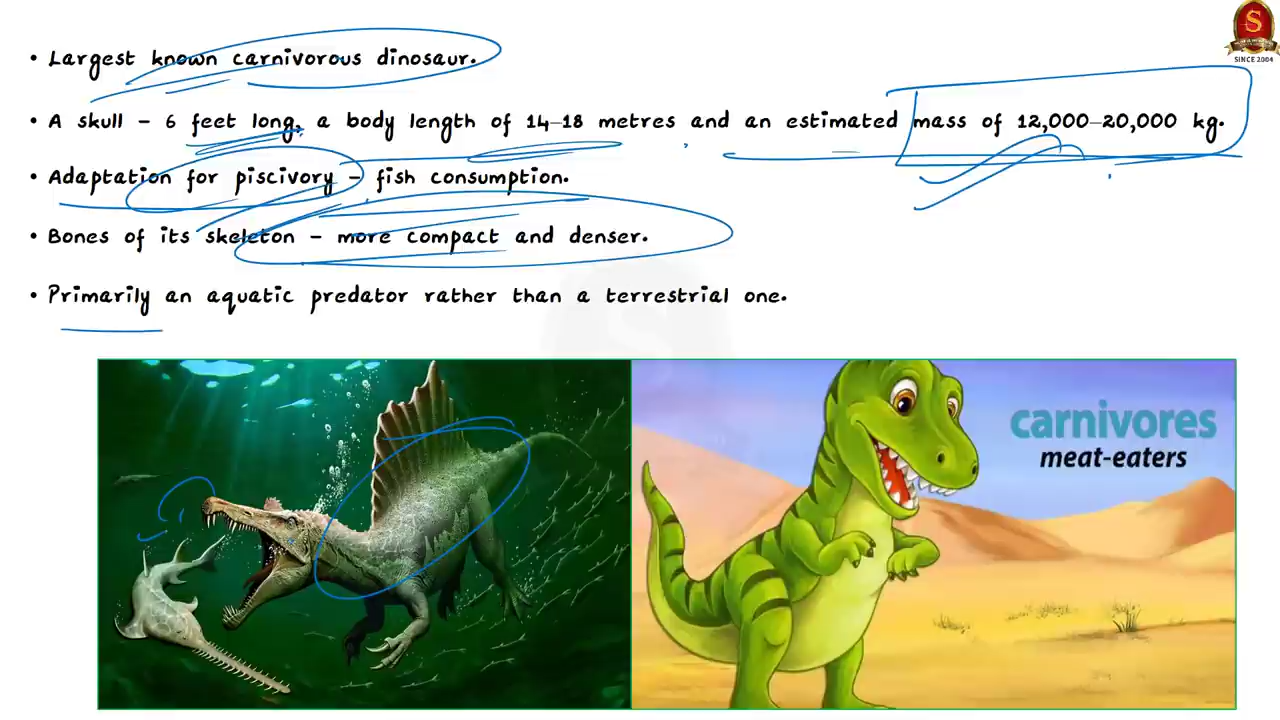 • Largest known carnivorous dinosaur.
• A skull – 6 feet long, a body length of 14–18 metres and an estimated mass of 12,000–20,000 kg.
• Adaptation for piscivory – fish consumption.
• Bones of its skeleton – more compact and denser.
• Primarily an aquatic predator rather than a terrestrial one.
carnivores
meat-eaters
S
SINCE 2004